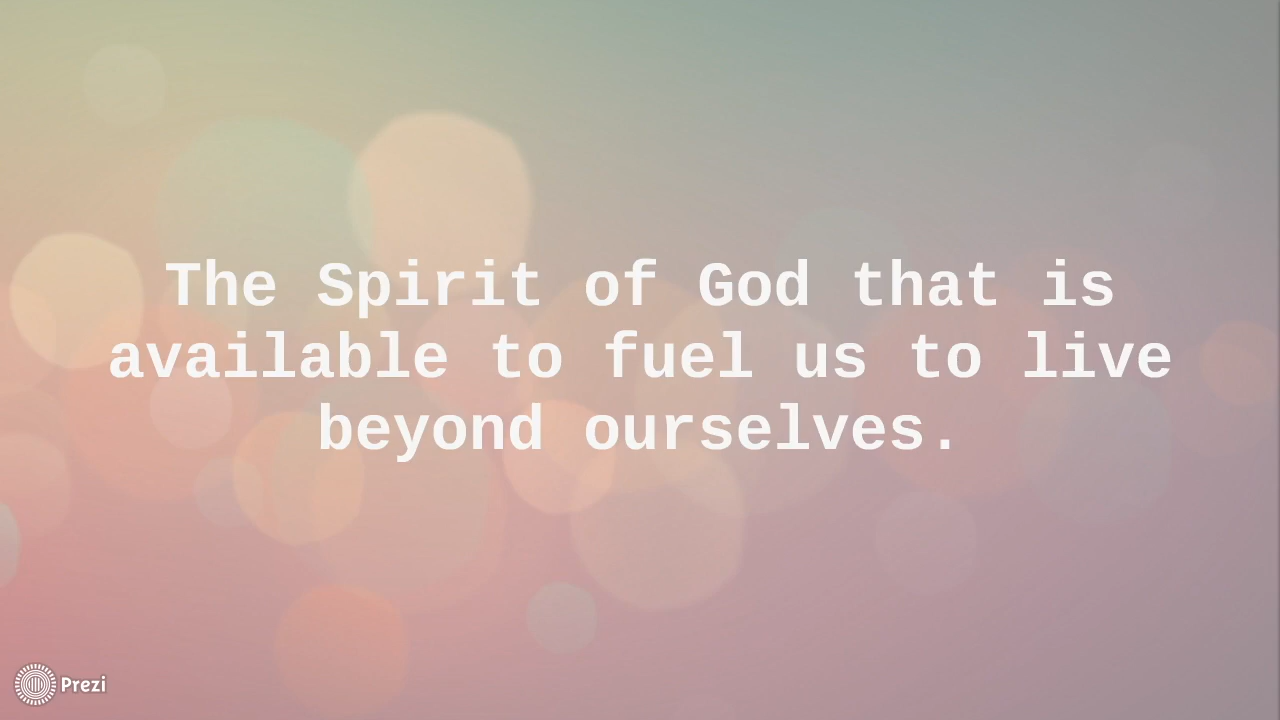 The Spirit of God that is
available to fuel us to live
beyond ourselves.
Prezi